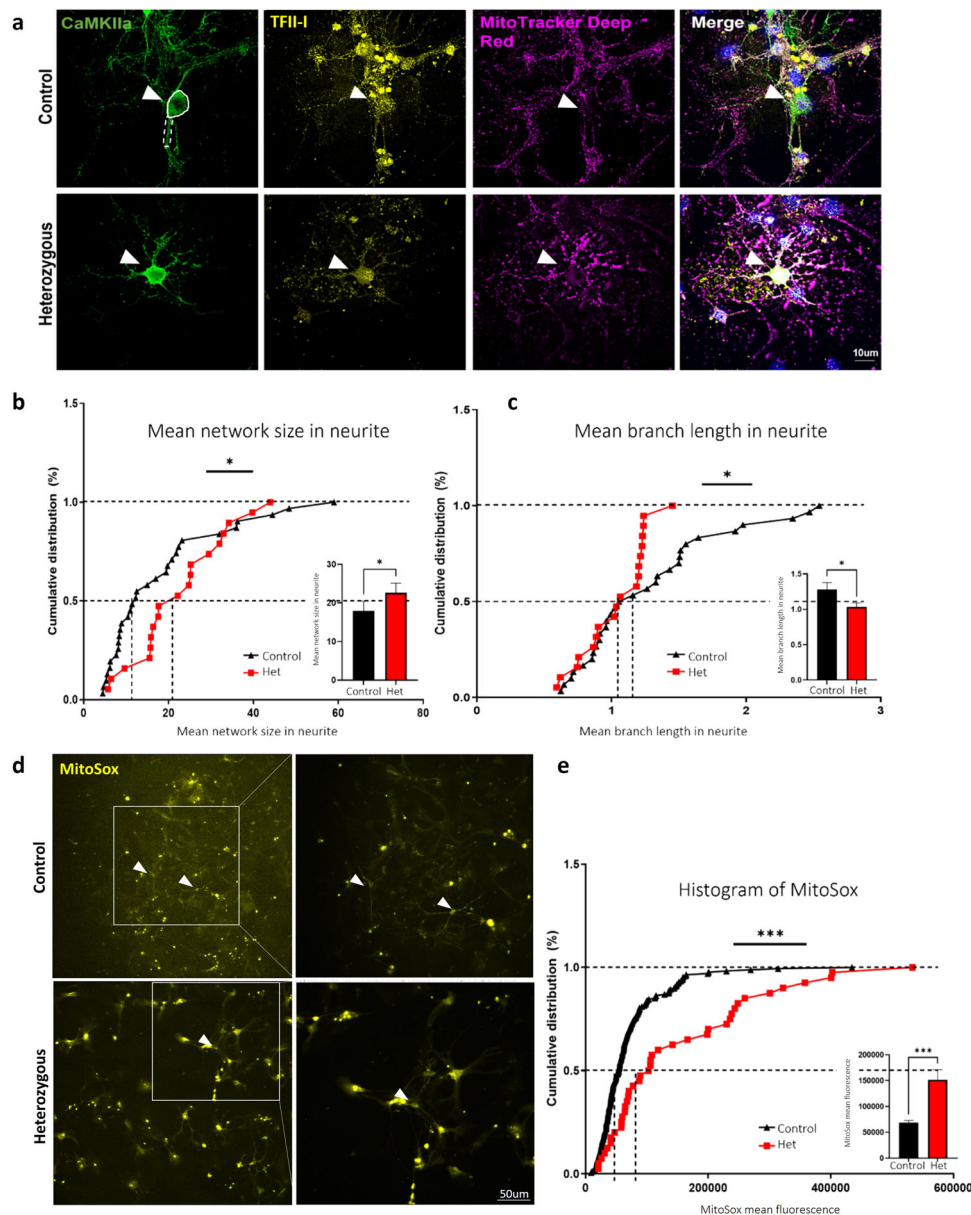 a
CaMKIIa
TFII-I
MitoTracker Deep
Red
Merge
Control
Heterozygous
10um
b
Mean network size in neurite
*
Cumulative distribution (%)
1.5
1.0
0.5
0.0
0
20
40
60
80
Mean network size in neurite
Control
Het
Mean network size in neurite
30
20
10
0
*
Control
Het
c
Mean branch length in neurite
*
Cumulative distribution (%)
1.5
1.0
0.5
0.0
0
1
2
3
Mean branch length in neurite
Control
Het
Mean branch length in neurite
1.5
1.0
0.5
0.0
*
Control
Het
d
MitoSox
Control
Heterozygous
50um
e
Histogram of MitoSox
***
Cumulative distribution (%)
1.5
1.0
0.5
0.0
0
200000
400000
600000
MitoSox mean fluorescence
Control
Het
MitoSox mean fluorescence
200000
150000
100000
50000
0
***
Control
Het